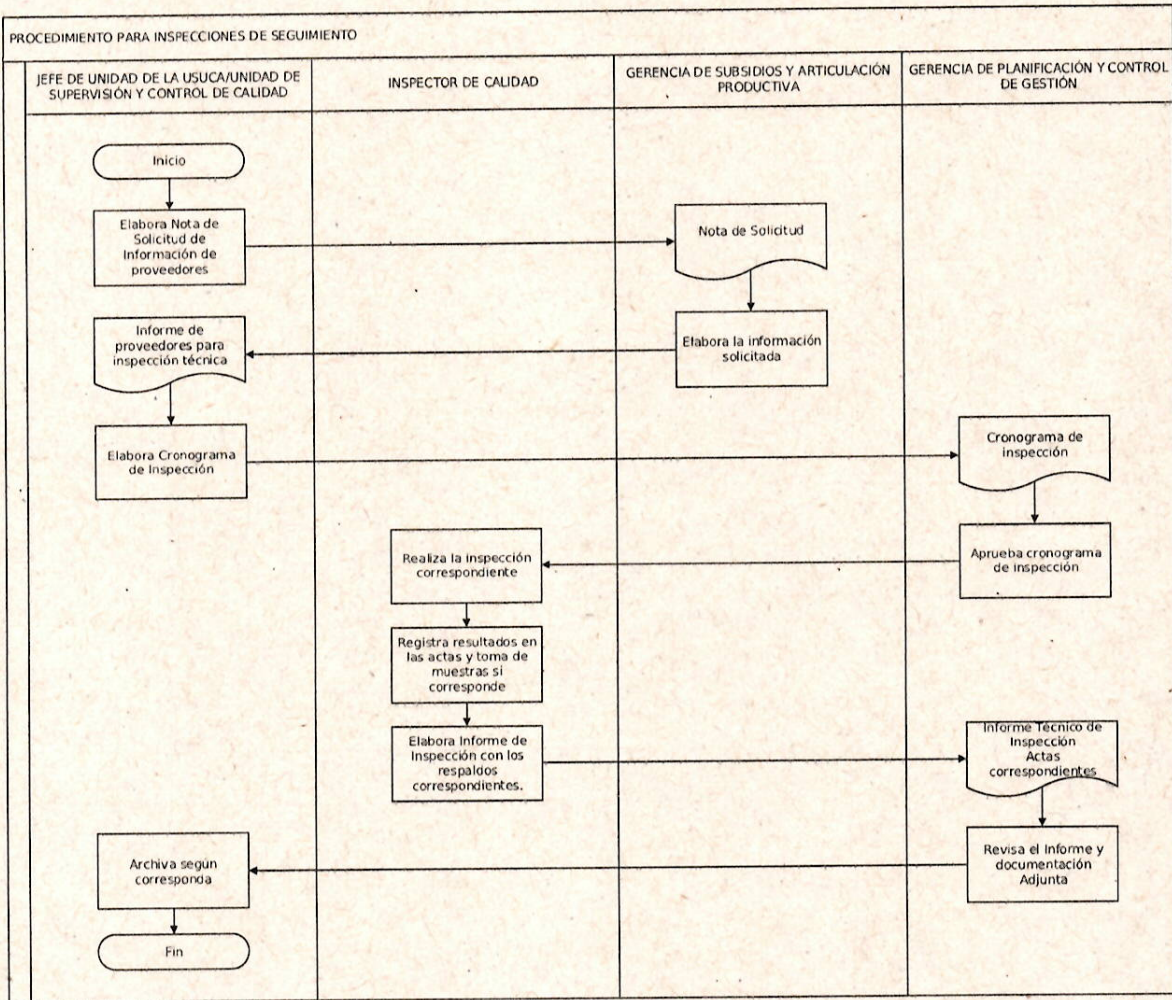 PROCEDIMIENTO PARA INSPECCIONES DE SEGUIMIENTO
JEFE DE UNIDAD DE LA USUCA/UNIDAD DE
SUPERVISIÓN Y CONTROL DE CALIDAD
INSPECTOR DE CALIDAD
GERENCIA DE SUBSIDIOS Y ARTICULACIÓN
PRODUCTIVA
GERENCIA DE PLANIFICACIÓN Y CONTROL
DE GESTIÓN
Inicio
Elabora Nota de
Solicitud de
Información de
proveedores
Nota de Solicitud
Elabora la información
solicitada
Informe de
proveedores para
inspección técnica
Elabora Cronograma
de Inspección
Cronograma de
inspección
Aprueba cronograma
de inspección
Realiza la inspección
correspondiente
Registra resultados en
las actas y toma de
muestras si
corresponde
Elabora Informe de
Inspección con los
respaldos
correspondientes.
Informe Técnico de
Inspección
Actas
correspondientes
Revisa el Informe y
documentación
Adjunta
Archiva según
corresponda
Fin